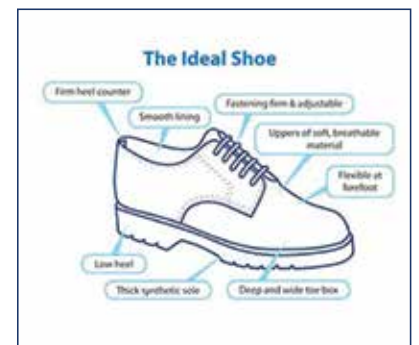 The Ideal Shoe
Firm heel counter
Smooth lining
Fastening firm & adjustable
Uppers of soft, breathable
material
Flexible at
forefoot
Low heel
Thick synthetic sole
Deep and wide toe box